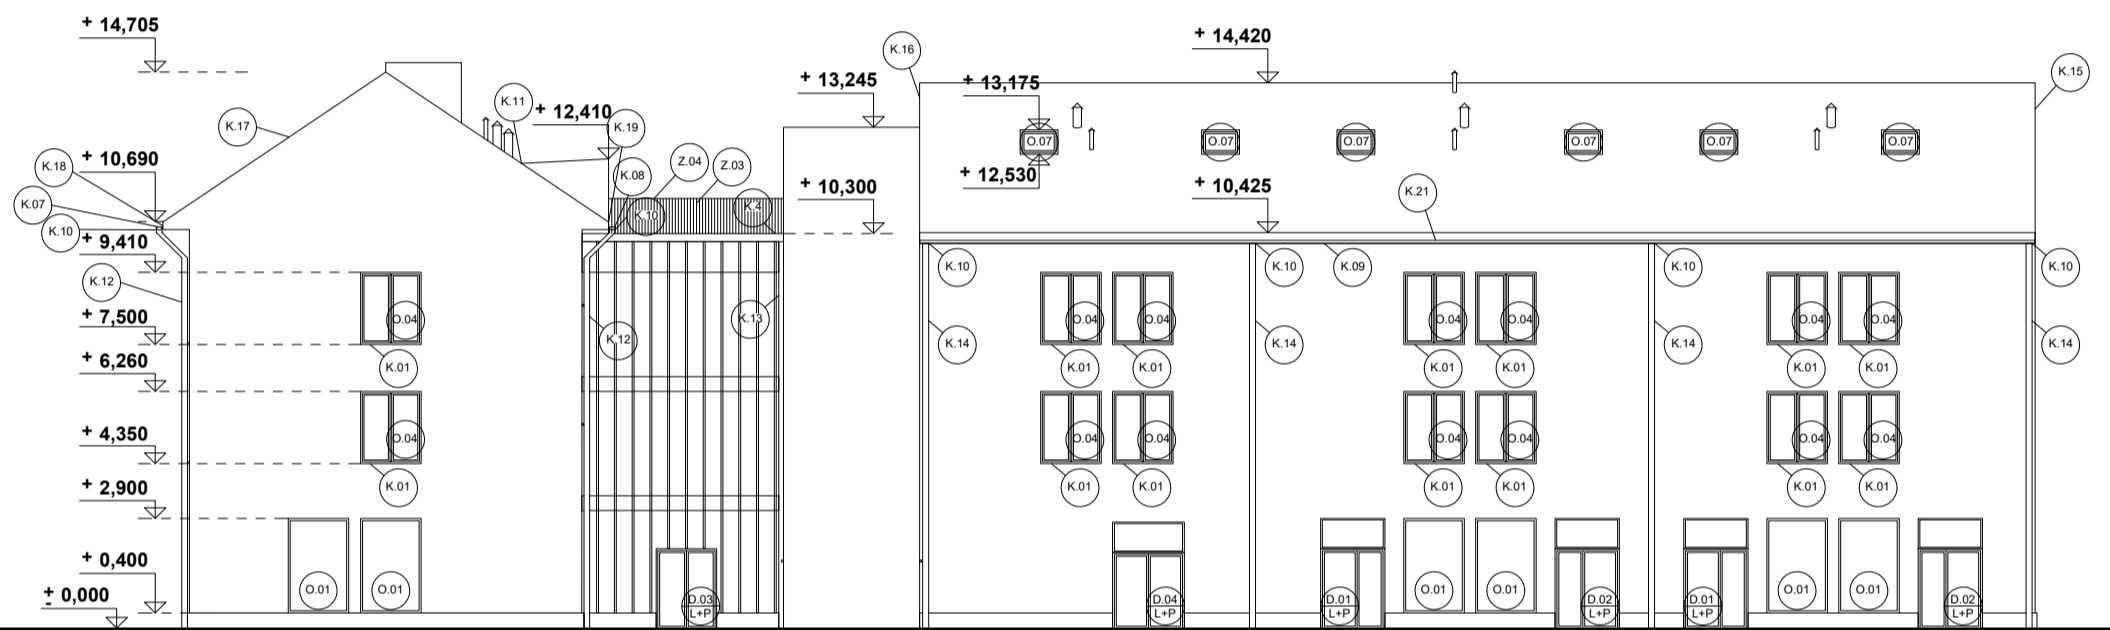 + 14,705
+ 14,420
K.16
K.15
+ 13,245
+ 13,175
K.11
+ 12,410
K.17
K.19
O.07 O.07 O.07 O.07 O.07 O.07
K.18
+ 10,690
Z.04
Z.03
K.08
+ 12,530
+ 10,300
+ 10,425
K.21
K.07
K.10
K.4
K.10
+ 9,410
K.10 K.10 K.09 K.10 K.10
K.12
+ 7,500
O.04
K.13
O.04 O.04 O.04 O.04 O.04 O.04
K.12
K.14 K.14 K.14 K.14
+ 6,260
K.01 K.01 K.01 K.01 K.01 K.01 K.01
+ 4,350
O.04 O.04 O.04 O.04 O.04 O.04 O.04
+ 2,900
K.01 K.01 K.01 K.01 K.01 K.01 K.01
+ 0,400
O.01 O.01 O.01 O.01 O.01 O.01
+- 0,000
D.03 D.04 D.01 D.02 D.01 D.02
L+P L+P L+P L+P L+P L+P